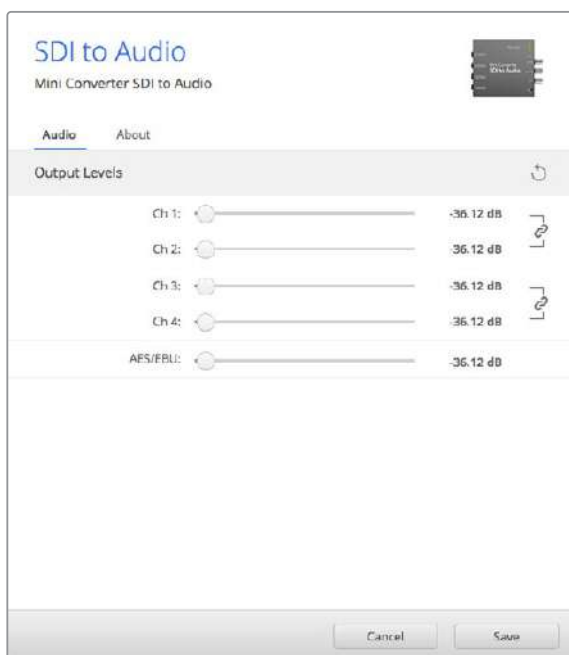 SDI to Audio
Mini Converter SDI to Audio
Audio About
Output Levels
Ch 1: -36.12 dB
Ch 2: -36.12 dB
Ch 3: -36.12 dB
Ch 4: -36.12 dB
AES/EBU: -36.12 dB
Cancel Save